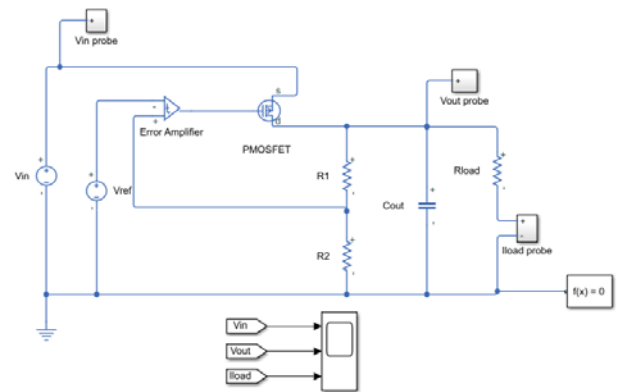 Vin probe
S
Vout probe
-
+
Error Amplifier
D
PMOSFET
+
Vin
-
+
Vref
-
R1
+
-
Cout
+
-
Rload
+
-
+
-
Iload probe
R2
+
-
f(x) = 0
Vin
Vout
Iload